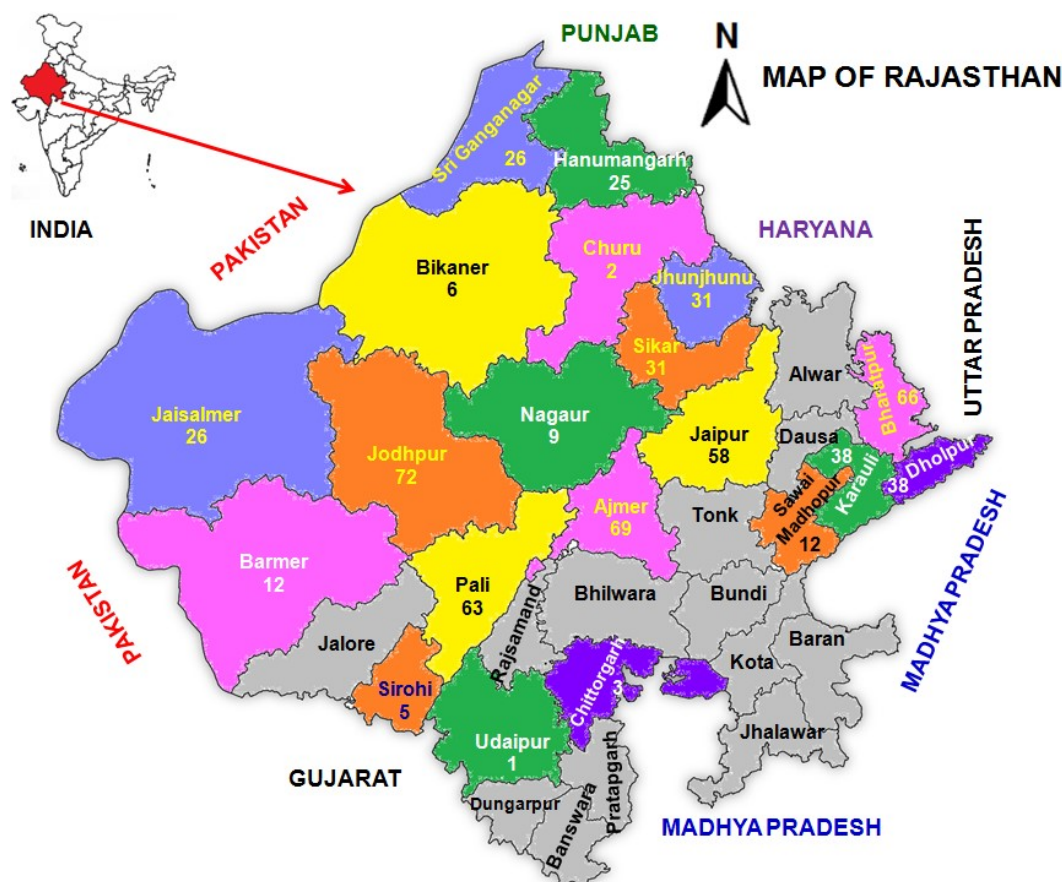 PUNJAB
N
MAP OF RAJASTHAN
INDIA
PAKISTAN
HARYANA
UTTAR PRADESH
Sri Ganganagar
26
Hanumangarh
25
Churu
2
Bikaner
6
Jhunjhunu
31
Sikar
31
Alwar
Bharatpur
66
Jaisalmer
26
Jodhpur
72
Nagaur
9
Jaipur
58
Dausa
38
Karauli
38
Dholpur
Sawai
Madhopur
12
Ajmer
69
Tonk
Barmer
12
Pali
63
PAKISTAN
MADHYA PRADESH
Jalore
Rajsamand
Bhilwara
Bundi
Baran
Kota
Sirohi
5
Chittorgarh
3
Jhalawar
Udaipur
1
GUJARAT
Dungarpur
Banswara
Pratapgarh
MADHYA PRADESH